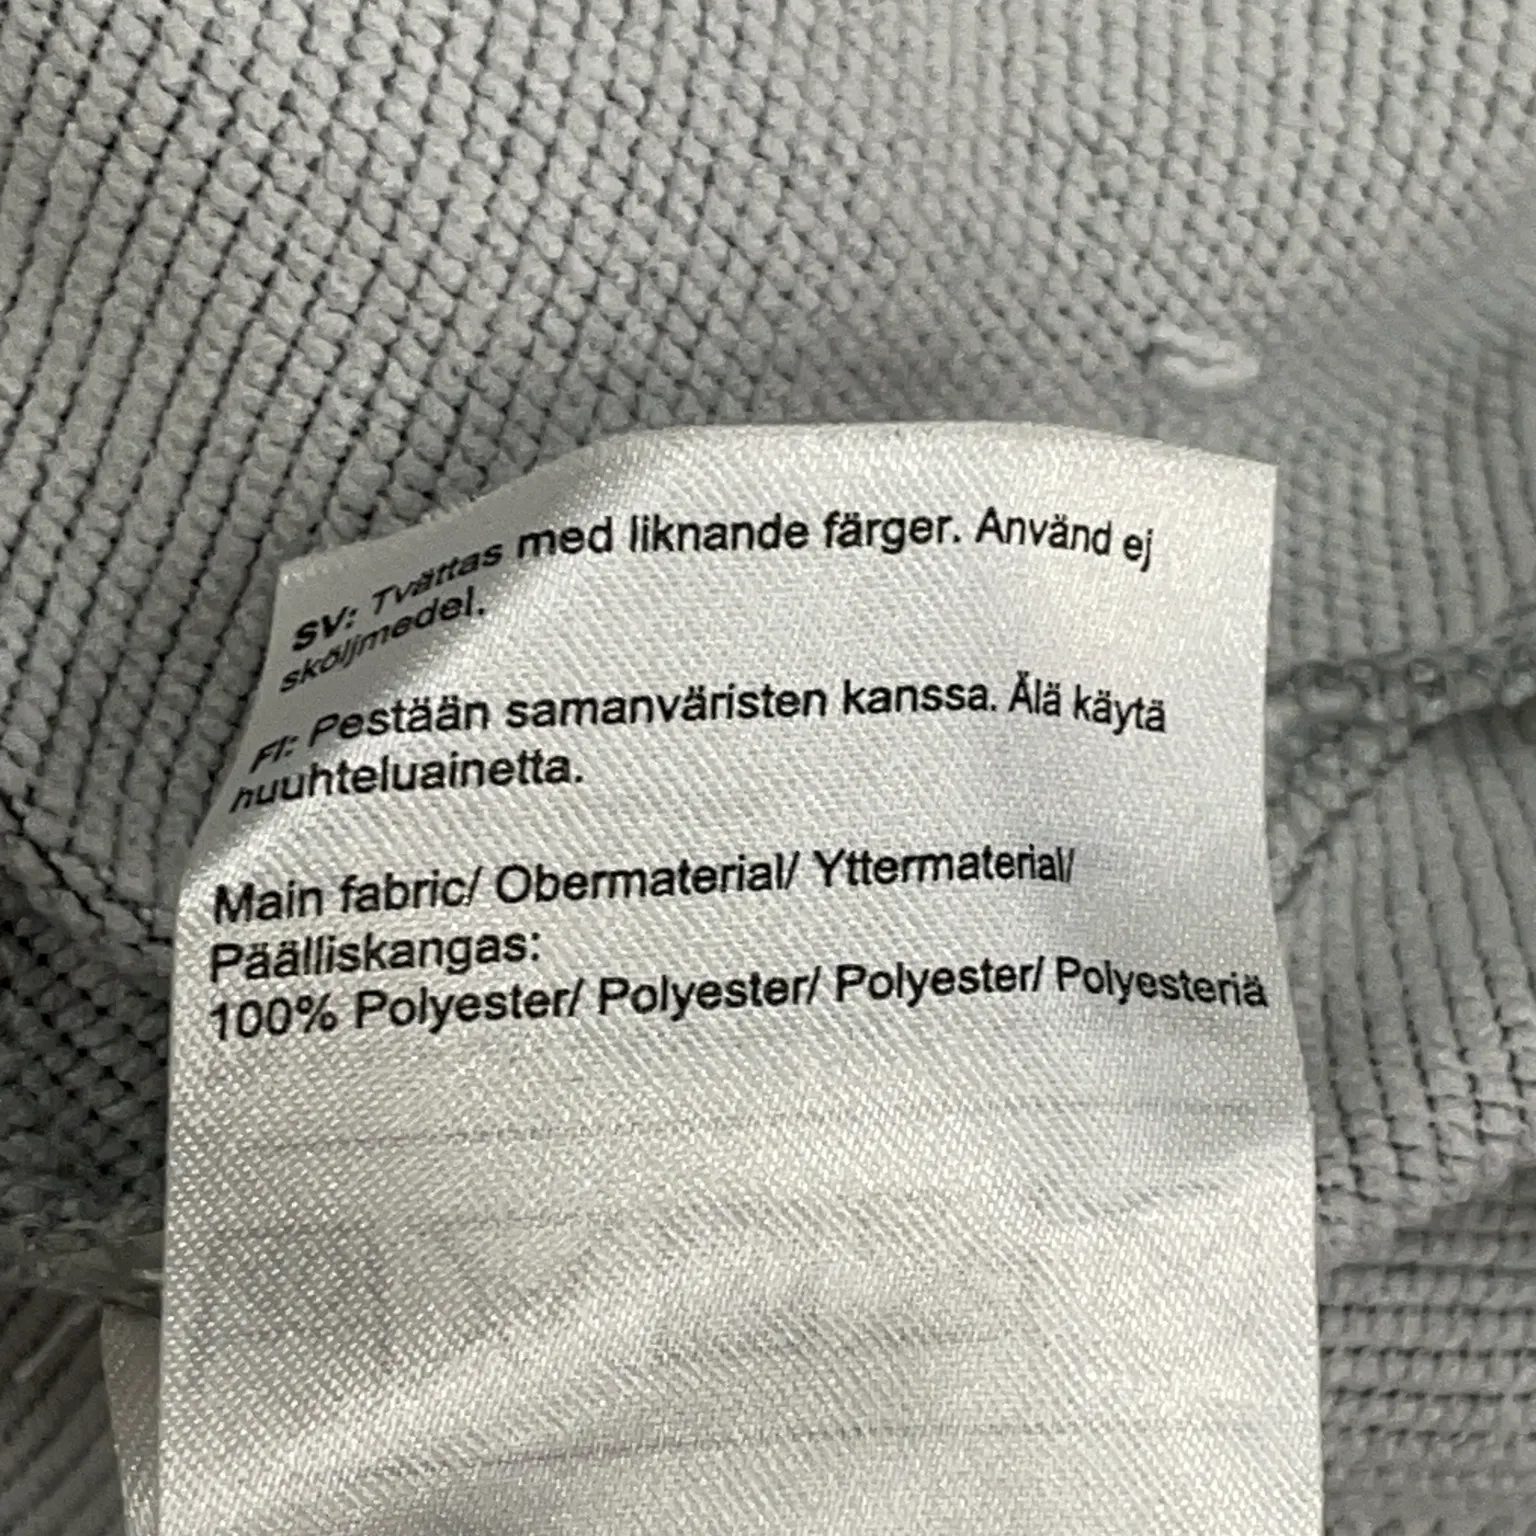 SV: Tvättas med liknande färger. Använd ej
sköljmedel.
FI: Pestään samanväristen kanssa. Älä käytä
huuhteluainetta.
Main fabric/ Obermaterial/ Yttermaterial/
Päälliskangas:
100% Polyester/ Polyester/ Polyester/ Polyesteriä